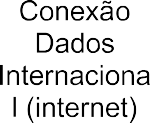 Conexão
Dados
Internaciona
l (internet)